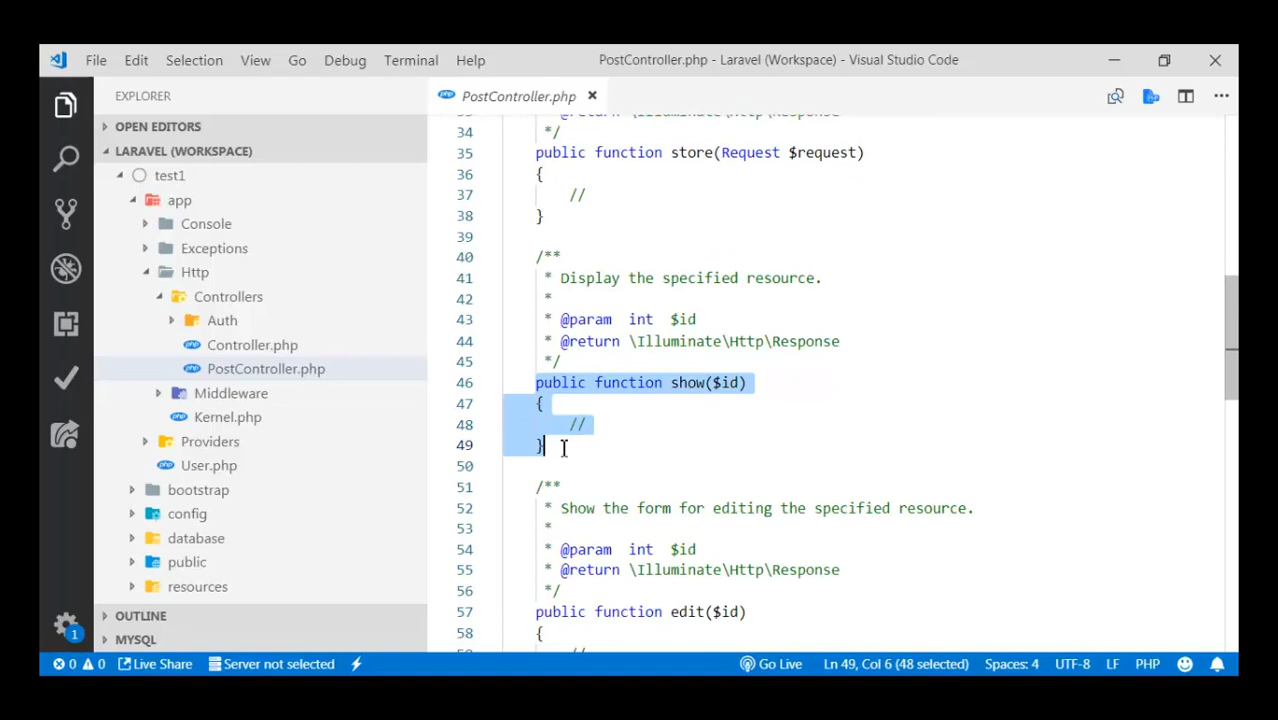 File Edit Selection View Go Debug Terminal Help PostController.php - Laravel (Workspace) - Visual Studio Code
EXPLORER
OPEN EDITORS
LARAVEL (WORKSPACE)
test1
app
Console
Exceptions
Http
Controllers
Auth
Controller.php
PostController.php
Middleware
Kernel.php
Providers
User.php
bootstrap
config
database
public
resources
OUTLINE
MYSQL
PostController.php
* @return \Illuminate\Http\Response
34 */
35 public function store(Request $request)
36 {
37 //
38 }
39
40 /**
41 * Display the specified resource.
42 *
43 * @param int $id
44 * @return \Illuminate\Http\Response
45 */
46 public function show($id)
47 {
48 //
49 }
50
51 /**
52 * Show the form for editing the specified resource.
53 *
54 * @param int $id
55 * @return \Illuminate\Http\Response
56 */
57 public function edit($id)
58 {
1
0 0 Live Share Server not selected Go Live Ln 49, Col 6 (48 selected) Spaces: 4 UTF-8 LF PHP